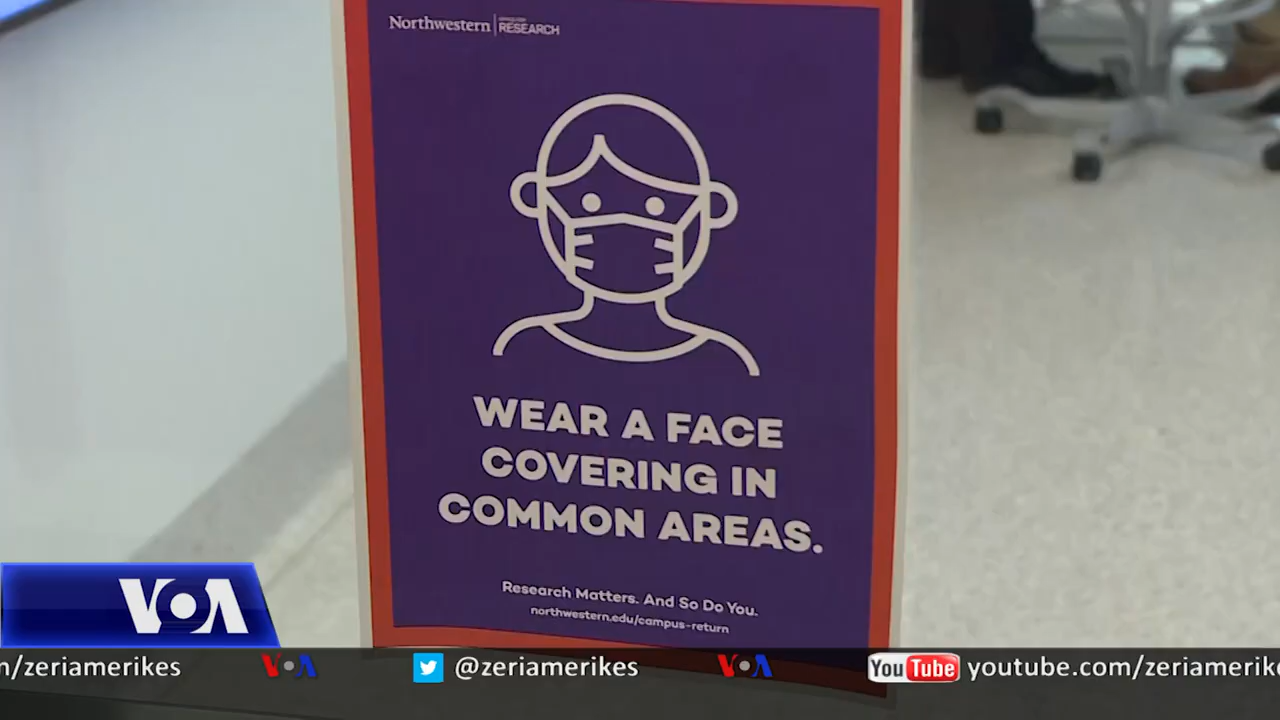 Northwestern | RESEARCH
WEAR A FACE
COVERING IN
COMMON AREAS.
Research Matters. And So Do You.
northwestern.edu/campus-return
VOA
m/zeriamerikes VOA @zeriamerikes VOA YouTube youtube.com/zeriamerike